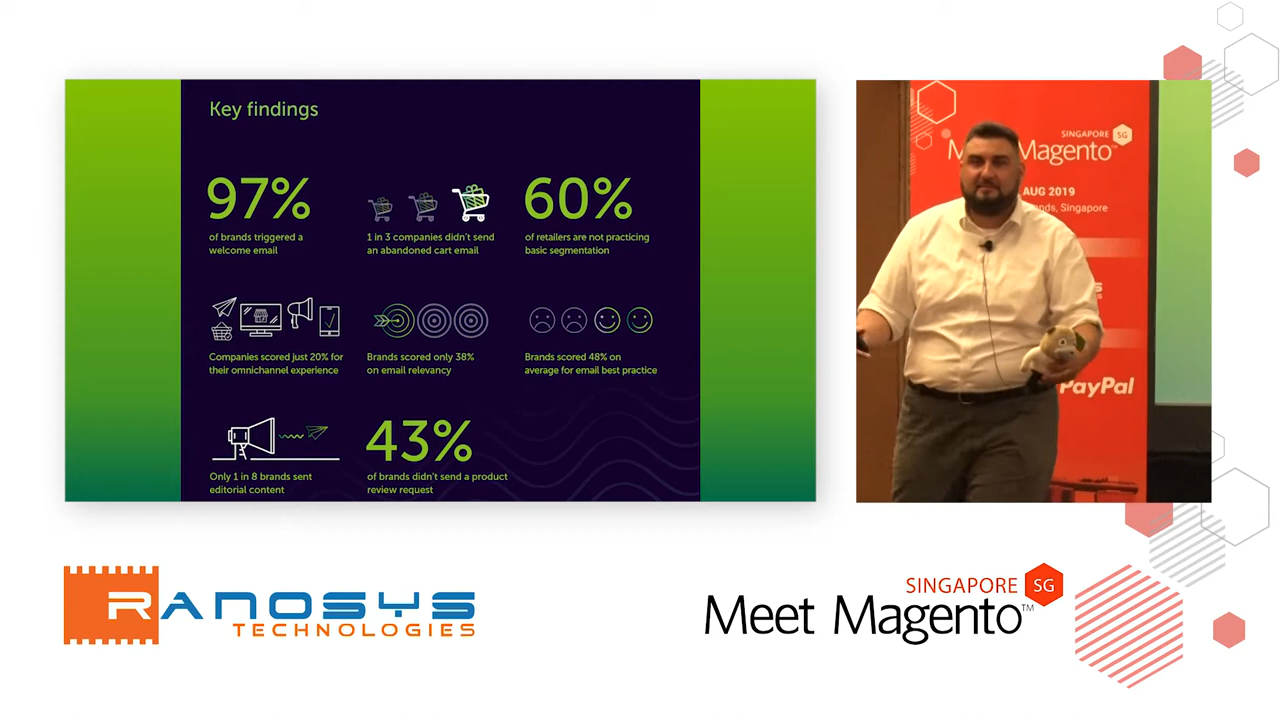 Key findings
97%
of brands triggered a
welcome email
1 in 3 companies didn't send
an abandoned cart email
60%
of retailers are not practicing
basic segmentation
Companies scored just 20% for
their omnichannel experience
Brands scored only 38%
on email relevancy
Brands scored 48% on
average for email best practice
Only 1 in 8 brands sent
editorial content
43%
of brands didn't send a product
review request
SINGAPORE SG
Magento
AUG 2019
Singapore
PayPal
RANOSYS
TECHNOLOGIES
SINGAPORE SG
Meet Magento™